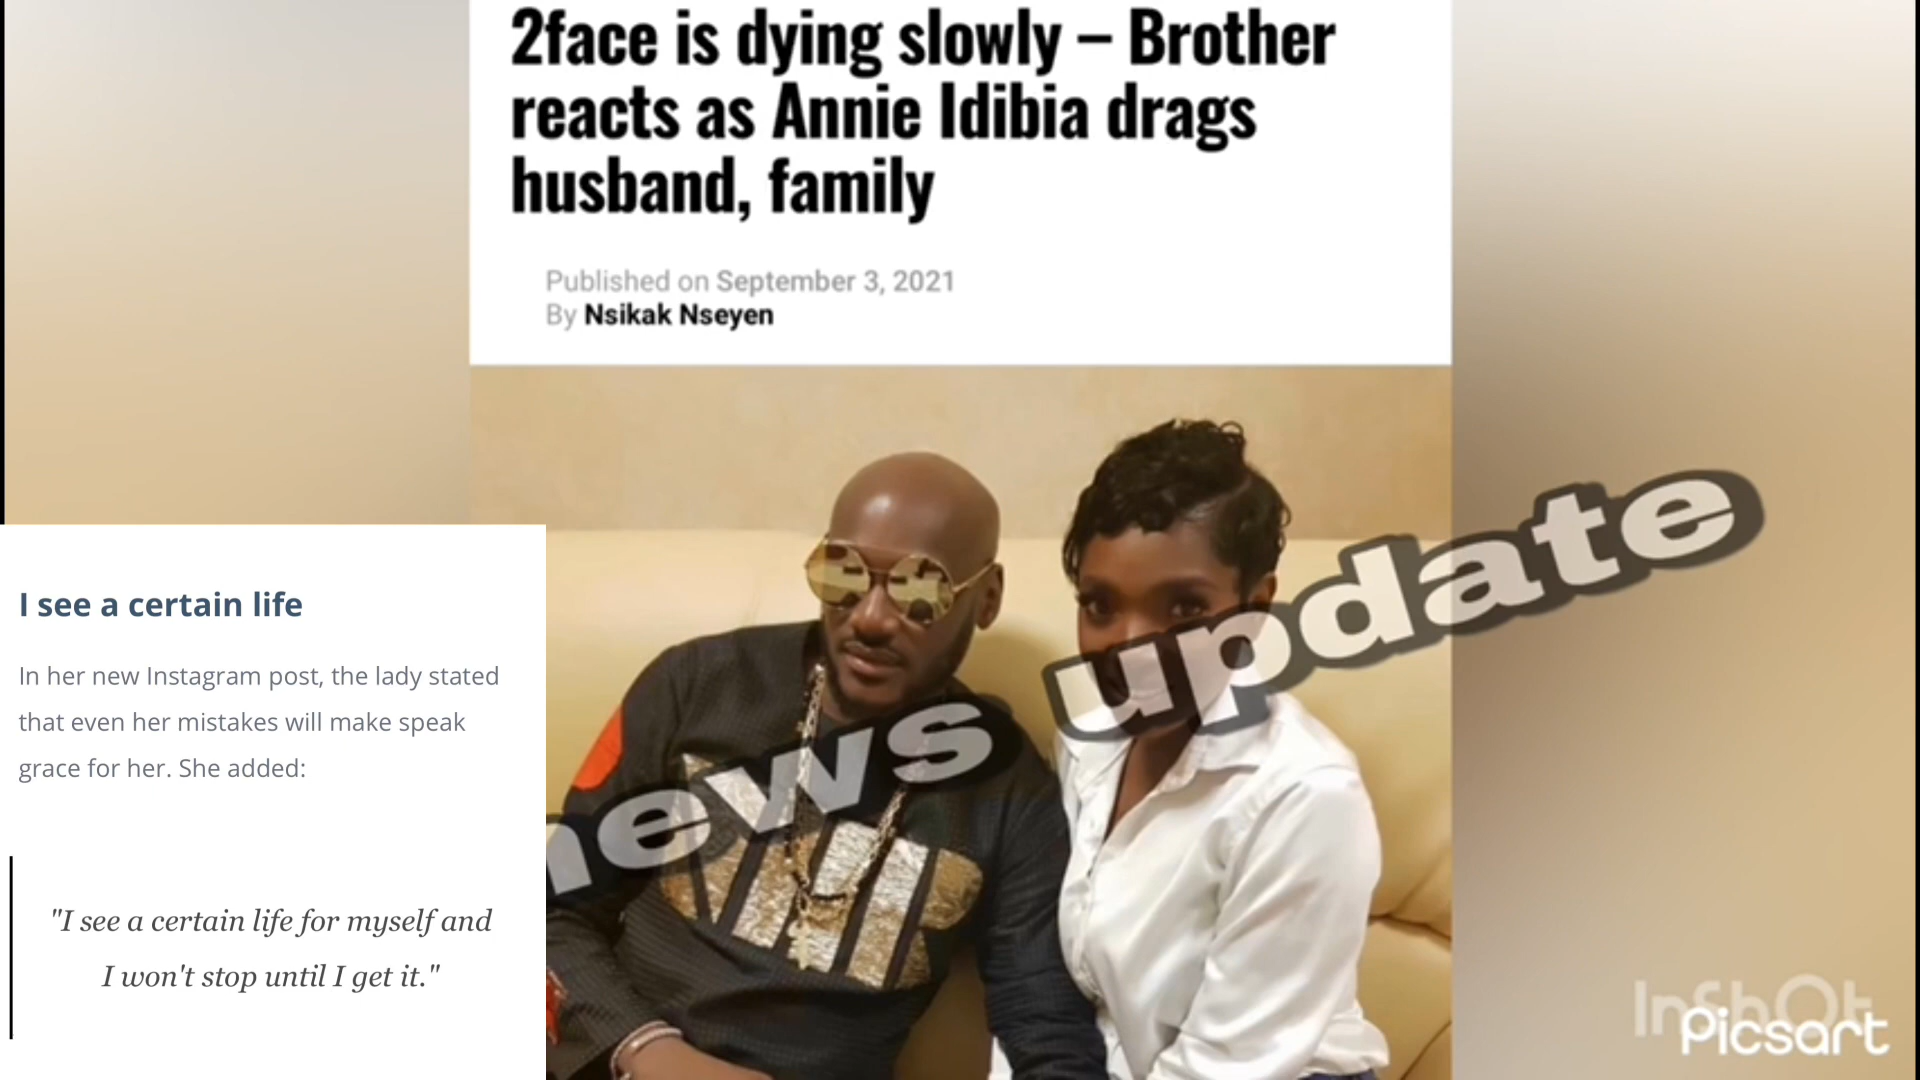 2face is dying slowly – Brother
reacts as Annie Idibia drags
husband, family
Published on September 3, 2021
By Nsikak Nseyen
news update
I see a certain life
In her new Instagram post, the lady stated
that even her mistakes will make speak
grace for her. She added:
"I see a certain life for myself and
I won't stop until I get it."
InShOt
Picsart